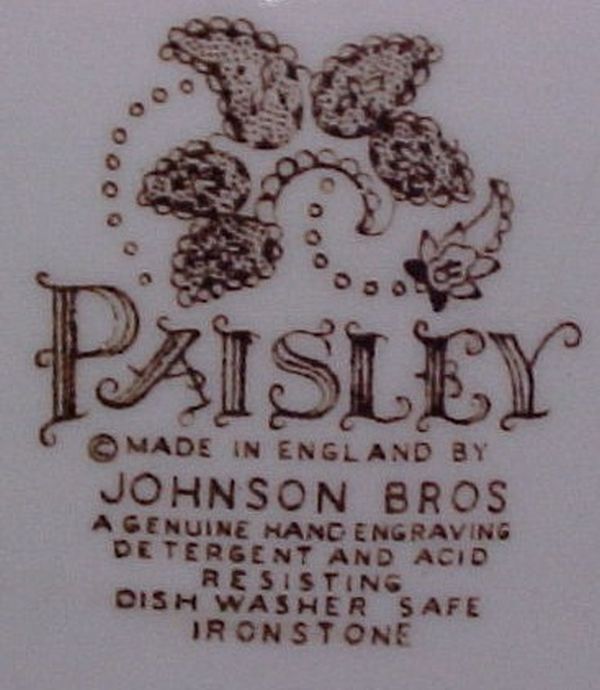 PAISLEY
©MADE IN ENGLAND BY
JOHNSON BROS
A GENUINE HAND ENGRAVING
DETERGENT AND ACID
RESISTING
DISH WASHER SAFE
IRONSTONE